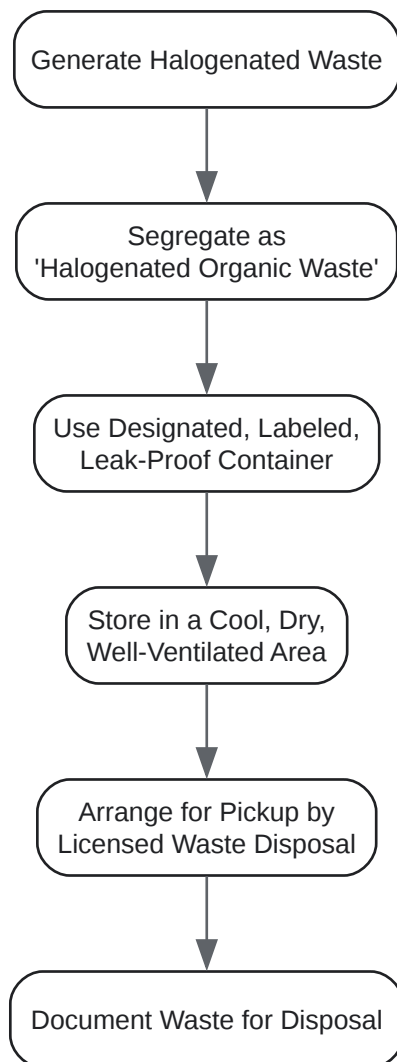 Generate Halogenated Waste
Segregate as
'Halogenated Organic Waste'
Use Designated, Labeled,
Leak-Proof Container
Store in a Cool, Dry,
Well-Ventilated Area
Arrange for Pickup by
Licensed Waste Disposal
Document Waste for Disposal